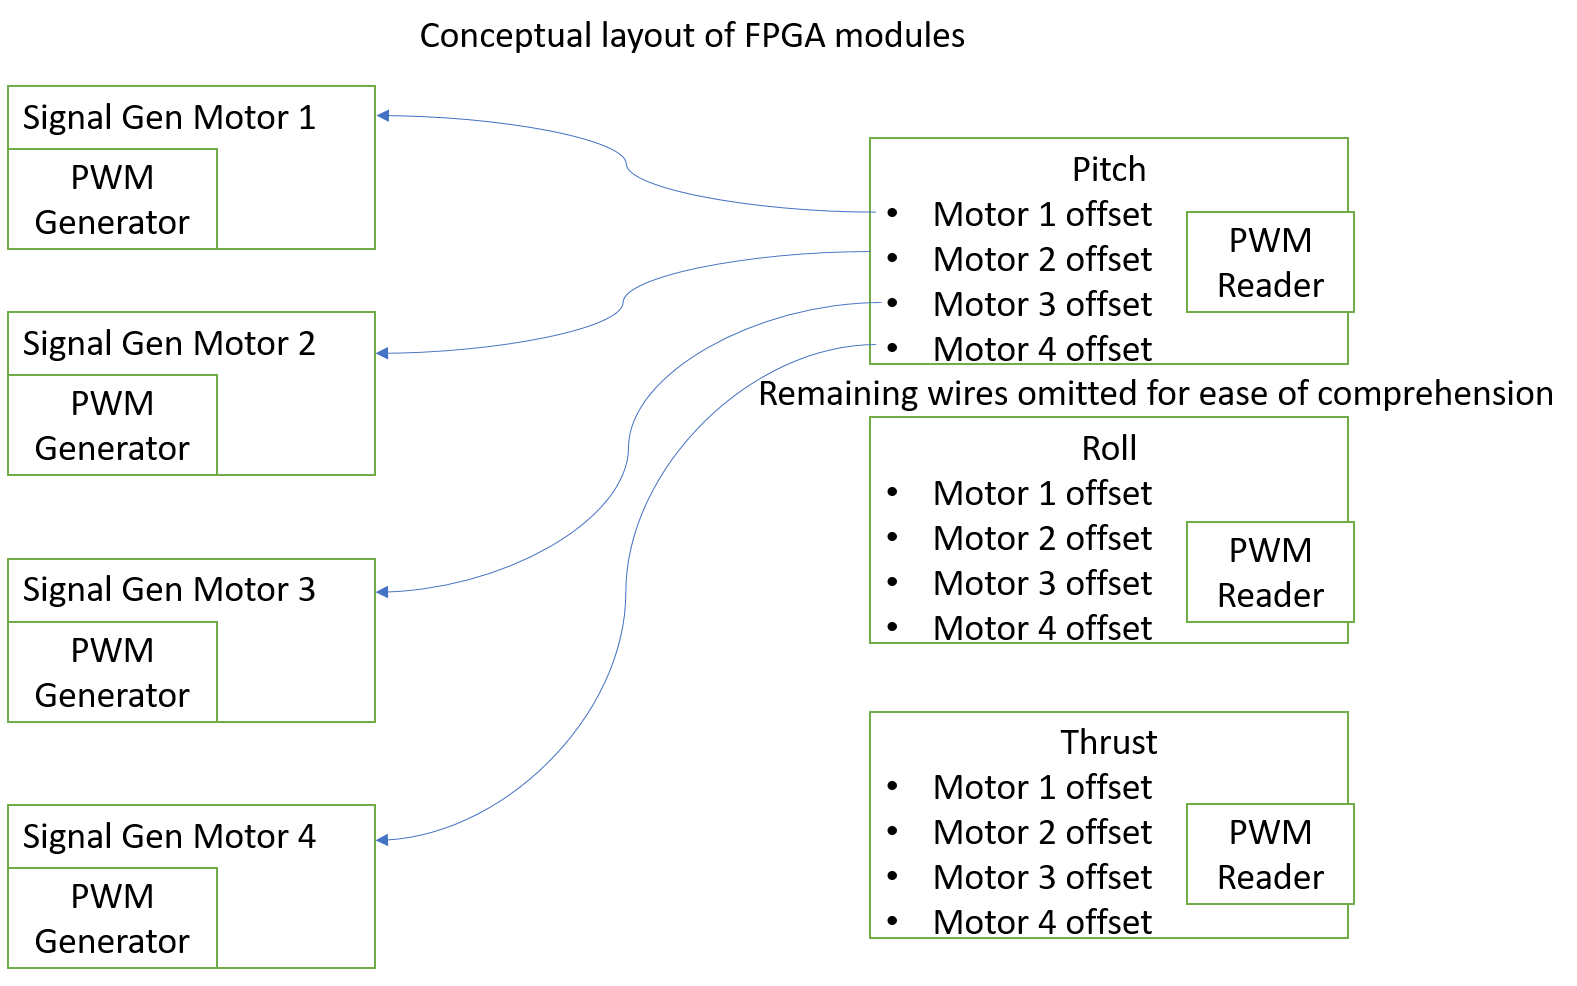 Conceptual layout of FPGA modules
Signal Gen Motor 1
PWM
Generator
Signal Gen Motor 2
PWM
Generator
Signal Gen Motor 3
PWM
Generator
Signal Gen Motor 4
PWM
Generator
Pitch
• Motor 1 offset
• Motor 2 offset
• Motor 3 offset
• Motor 4 offset
PWM
Reader
Remaining wires omitted for ease of comprehension
Roll
• Motor 1 offset
• Motor 2 offset
• Motor 3 offset
• Motor 4 offset
PWM
Reader
Thrust
• Motor 1 offset
• Motor 2 offset
• Motor 3 offset
• Motor 4 offset
PWM
Reader